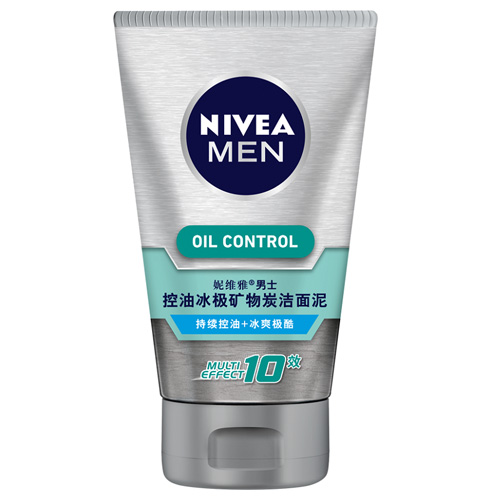 NIVEA
MEN
OIL CONTROL
妮维雅®男士
控油冰极矿物炭洁面泥
持续控油+冰爽极酷
MULTI
EFFECT 10效